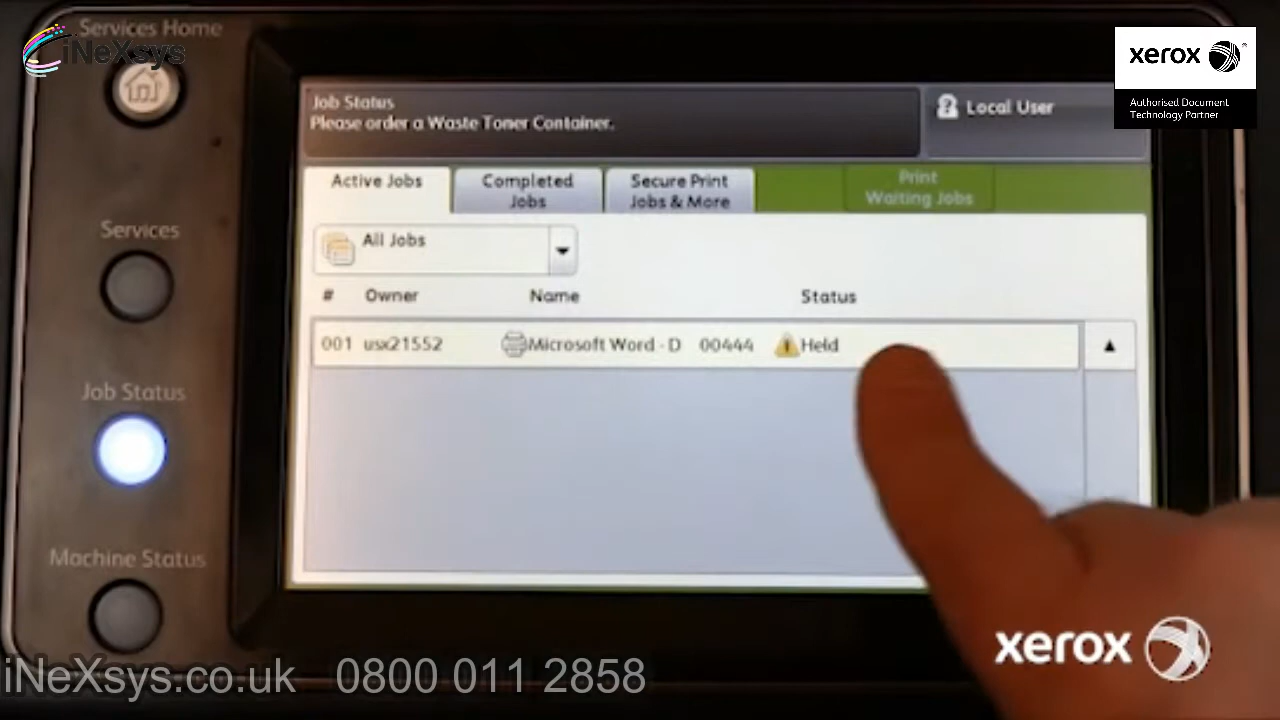 Services Home
iNeXsys
xerox
Authorised Document
Technology Partner
Job Status
Please order a Waste Toner Container.
Local User
Active Jobs
Completed
Jobs
Secure Print
Jobs & More
Print
Waiting Jobs
All Jobs
# Owner Name Status
001 usx21552 Microsoft Word - D 00444 Held
Services
Job Status
Machine Status
xerox
iNeXsys.co.uk 0800 011 2858